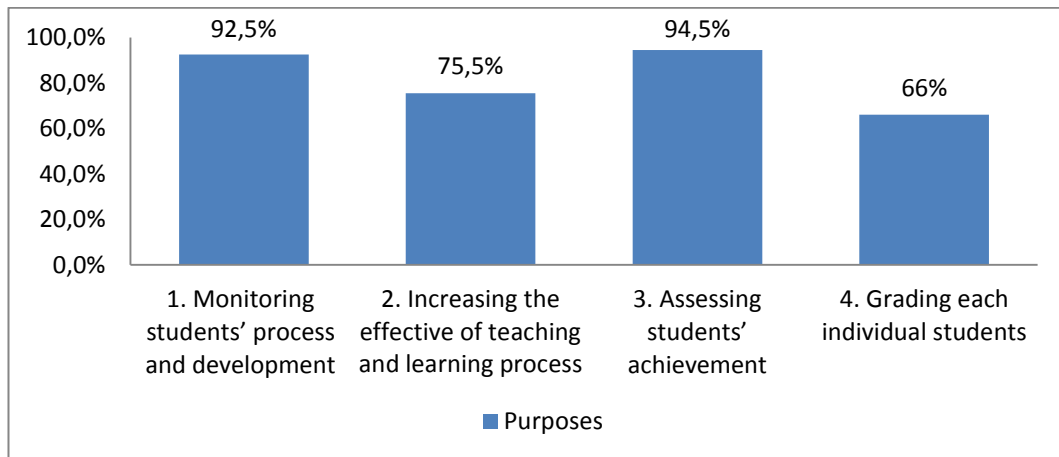 100,0%
80,0%
60,0%
40,0%
20,0%
0,0%
92,5%
75,5%
94,5%
66%
1. Monitoring
students’ process
and development
2. Increasing the
effective of teaching
and learning process
3. Assessing
students’
achievement
4. Grading each
individual students
Purposes